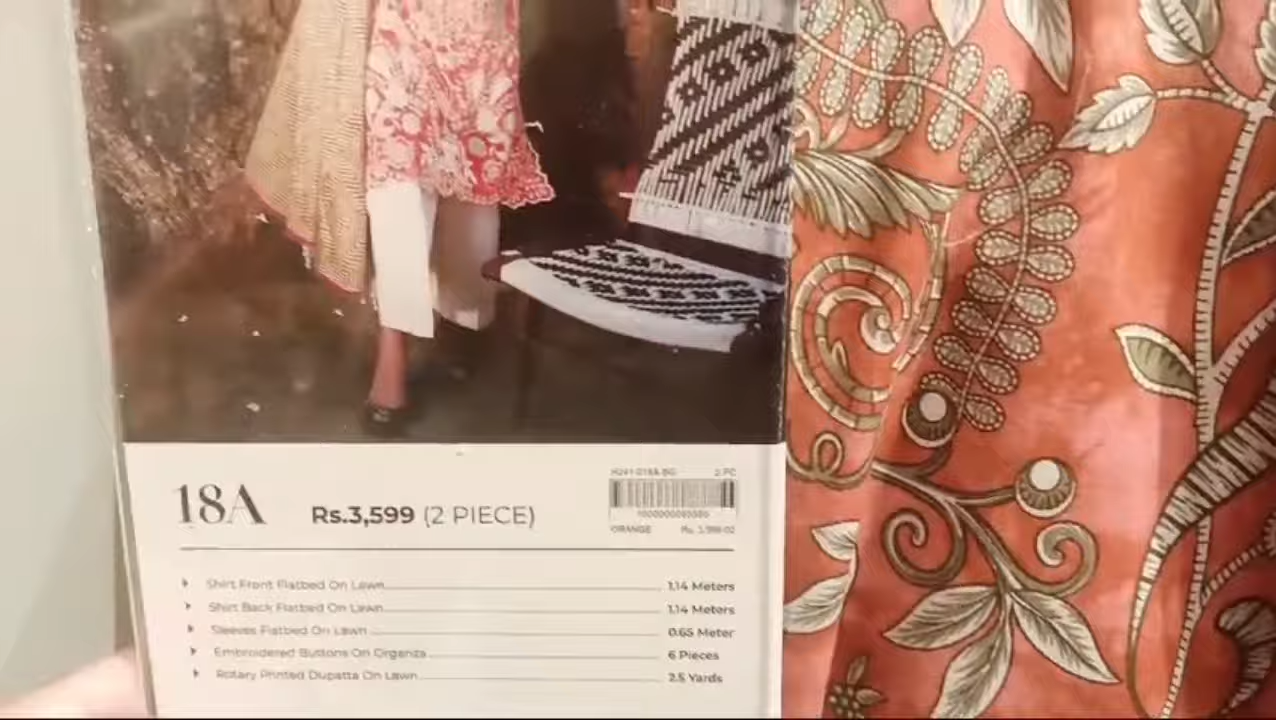 2 PC
18A
Rs.3,599 (2 PIECE)
ORANGE
Shirt Front Flatbed On Lawn 1.14 Meters
Shirt Back Flatbed On Lawn 1.14 Meters
Sleeves Flatbed On Lawn 0.65 Meter
Embroidered Buttons On Organza 6 Pieces
Rotary Printed Dupatta On Lawn 2.5 Yards